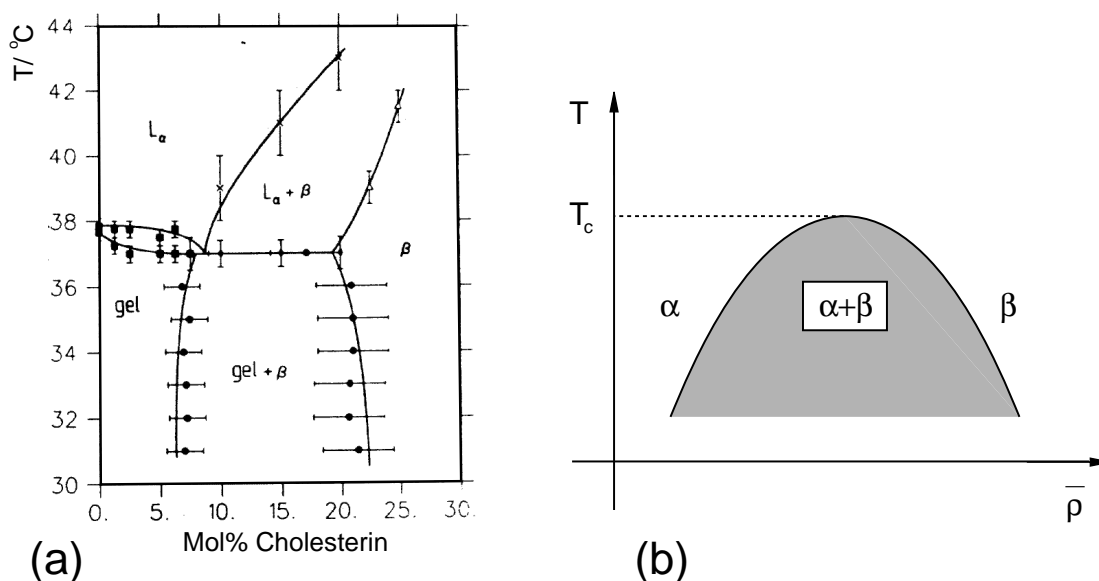 T/ °C
44
42
40
38
36
34
32
30
Lα
Lα + β
β
gel
gel + β
0.
5.
10.
15.
20.
25.
30.
Mol% Cholesterin
(a)
T
Tc
α
α+β
β
ρ̅
(b)